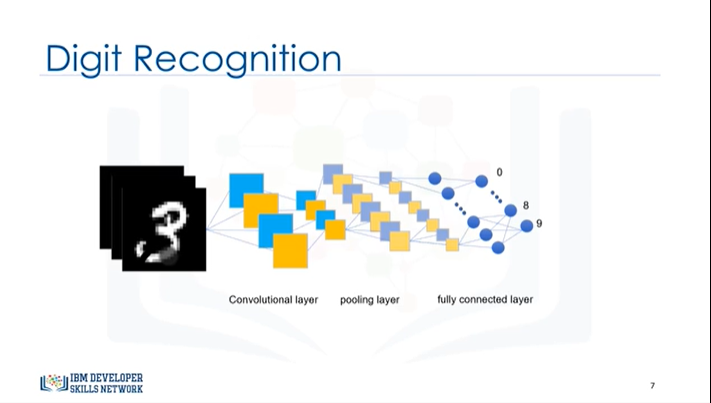 Digit Recognition
0
8
9
Convolutional layer pooling layer fully connected layer
IBM DEVELOPER
SKILLS NETWORK
7